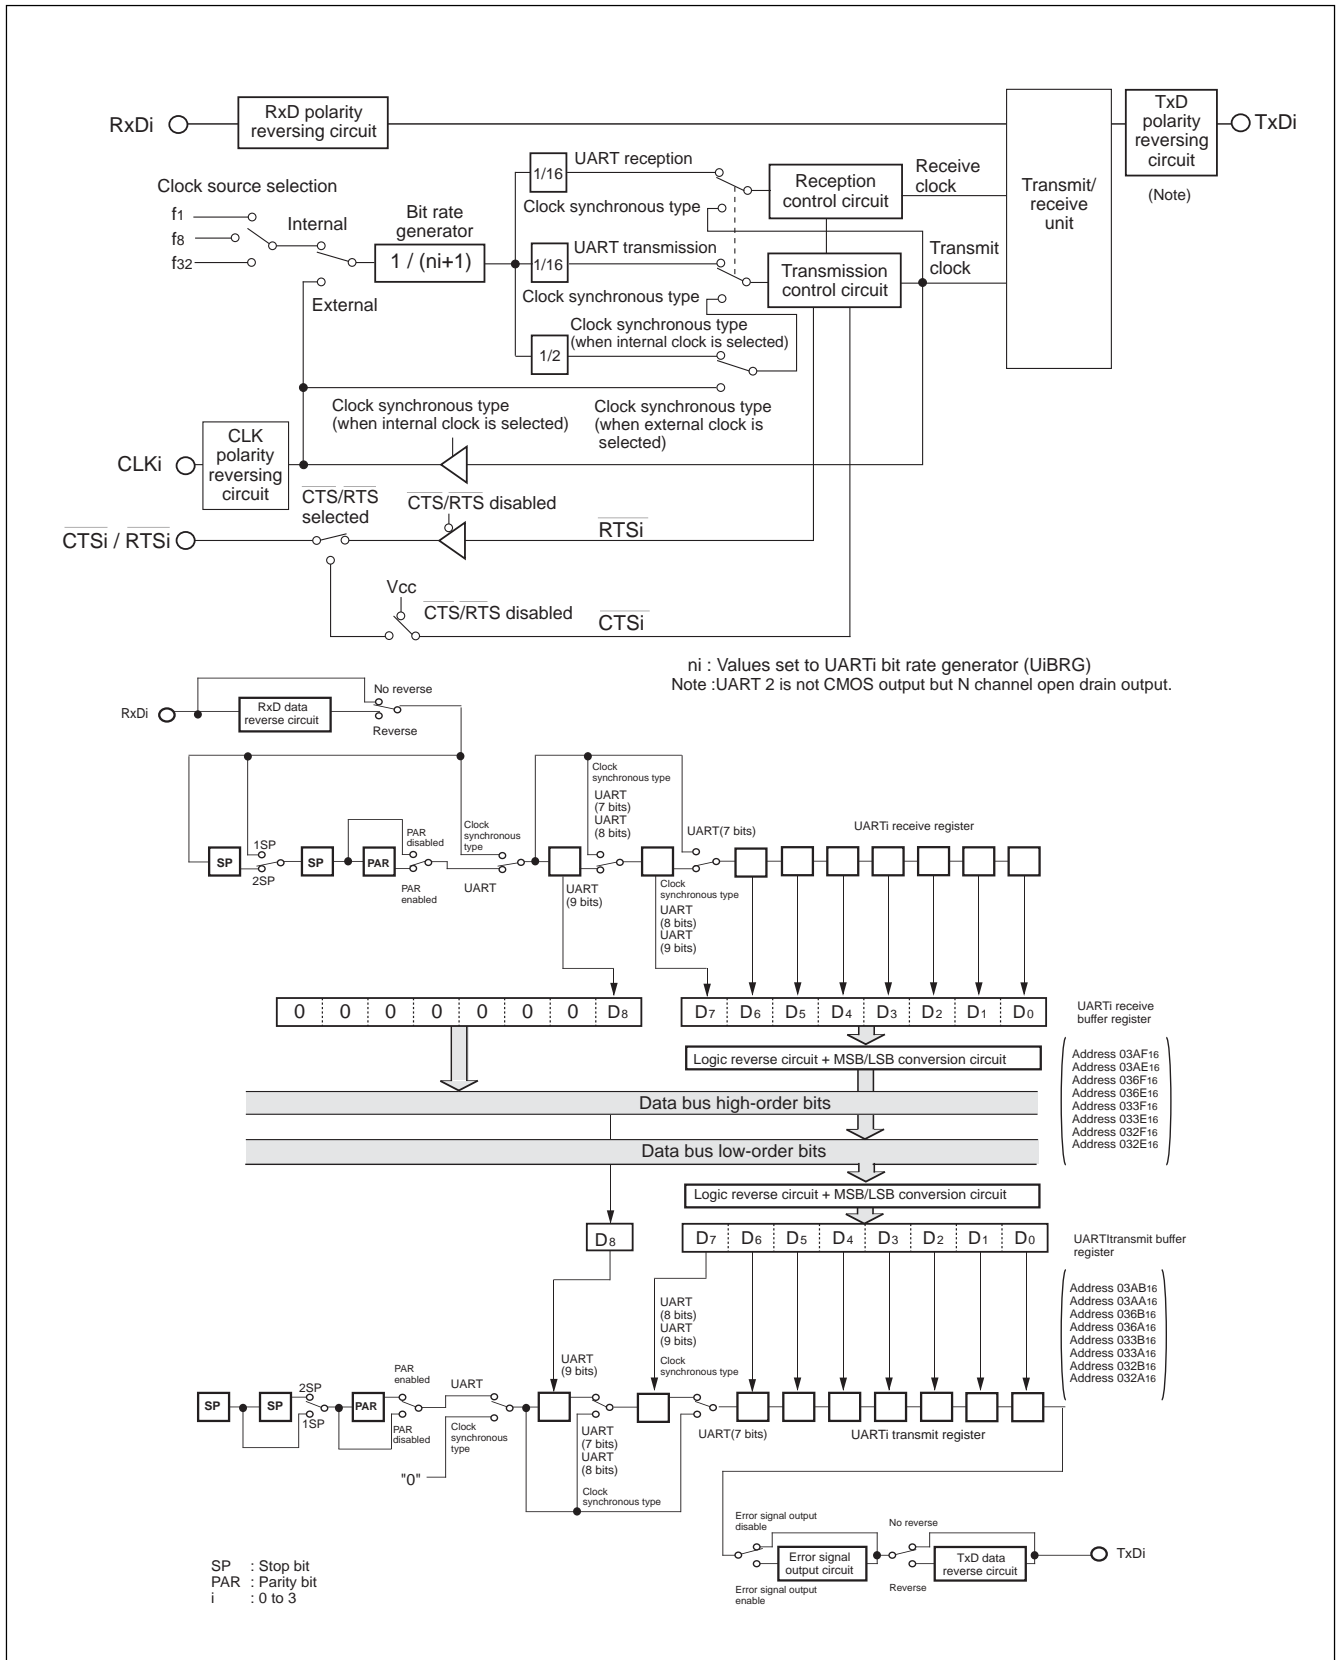 RxDi
RxD polarity
reversing circuit
TxD
polarity
reversing
circuit
TxDi
(Note)
Clock source selection
f1
f8
f32
Internal
External
Bit rate
generator
1 / (ni+1)
1/16
UART reception
Clock synchronous type
1/16
UART transmission
Clock synchronous type
1/2
Clock synchronous type
(when internal clock is selected)
Reception
control circuit
Receive
clock
Transmission
control circuit
Transmit
clock
Transmit/
receive
unit
Clock synchronous type
(when internal clock is selected)
Clock synchronous type
(when external clock is
selected)
CLKi
CLK
polarity
reversing
circuit
CTS/RTS
selected
CTS/RTS disabled
CTSi / RTSi
RTSi
Vcc
CTS/RTS disabled
CTSi
ni : Values set to UARTi bit rate generator (UiBRG)
Note :UART 2 is not CMOS output but N channel open drain output.
RxDi
RxD data
reverse circuit
No reverse
Reverse
SP
1SP
2SP
SP
PAR
PAR
disabled
PAR
enabled
Clock
synchronous
type
UART
Clock
synchronous type
UART
(7 bits)
UART
(8 bits)
UART
(9 bits)
UART(7 bits)
Clock
synchronous type
UART
(8 bits)
UART
(9 bits)
UARTi receive register
0 0 0 0 0 0 0 D8
D7 D6 D5 D4 D3 D2 D1 D0
UARTi receive
buffer register
Logic reverse circuit + MSB/LSB conversion circuit
Address 03AF16
Address 03AE16
Address 036F16
Address 036E16
Address 033F16
Address 033E16
Address 032F16
Address 032E16
Data bus high-order bits
Data bus low-order bits
Logic reverse circuit + MSB/LSB conversion circuit
D8
D7 D6 D5 D4 D3 D2 D1 D0
UARTItransmit buffer
register
Address 03AB16
Address 03AA16
Address 036B16
Address 036A16
Address 033B16
Address 033A16
Address 032B16
Address 032A16
UART
(8 bits)
UART
(9 bits)
Clock
synchronous type
UART
(9 bits)
SP
SP
2SP
1SP
PAR
PAR
enabled
PAR
disabled
UART
Clock
synchronous
type
"0"
UART
(7 bits)
UART
(8 bits)
Clock
synchronous type
UART(7 bits)
UARTi transmit register
Error signal output
disable
Error signal output
enable
Error signal
output circuit
No reverse
Reverse
TxD data
reverse circuit
TxDi
SP : Stop bit
PAR : Parity bit
i : 0 to 3